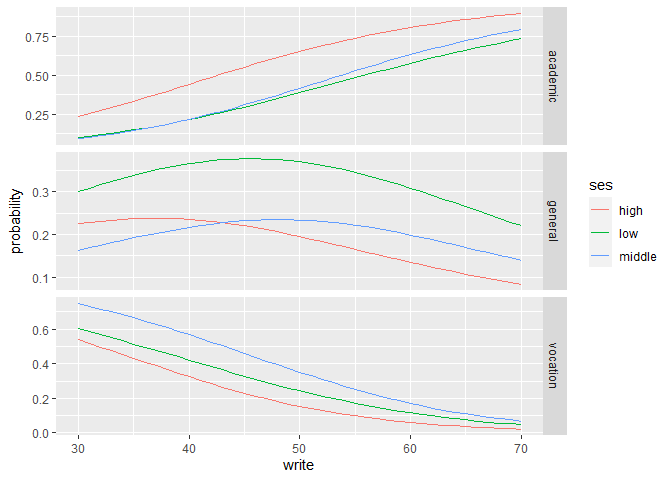 0.75
0.50
0.25
academic
0.3
0.2
0.1
general
0.6
0.4
0.2
0.0
vocation
30 40 50 60 70
write
probability
ses
high
low
middle